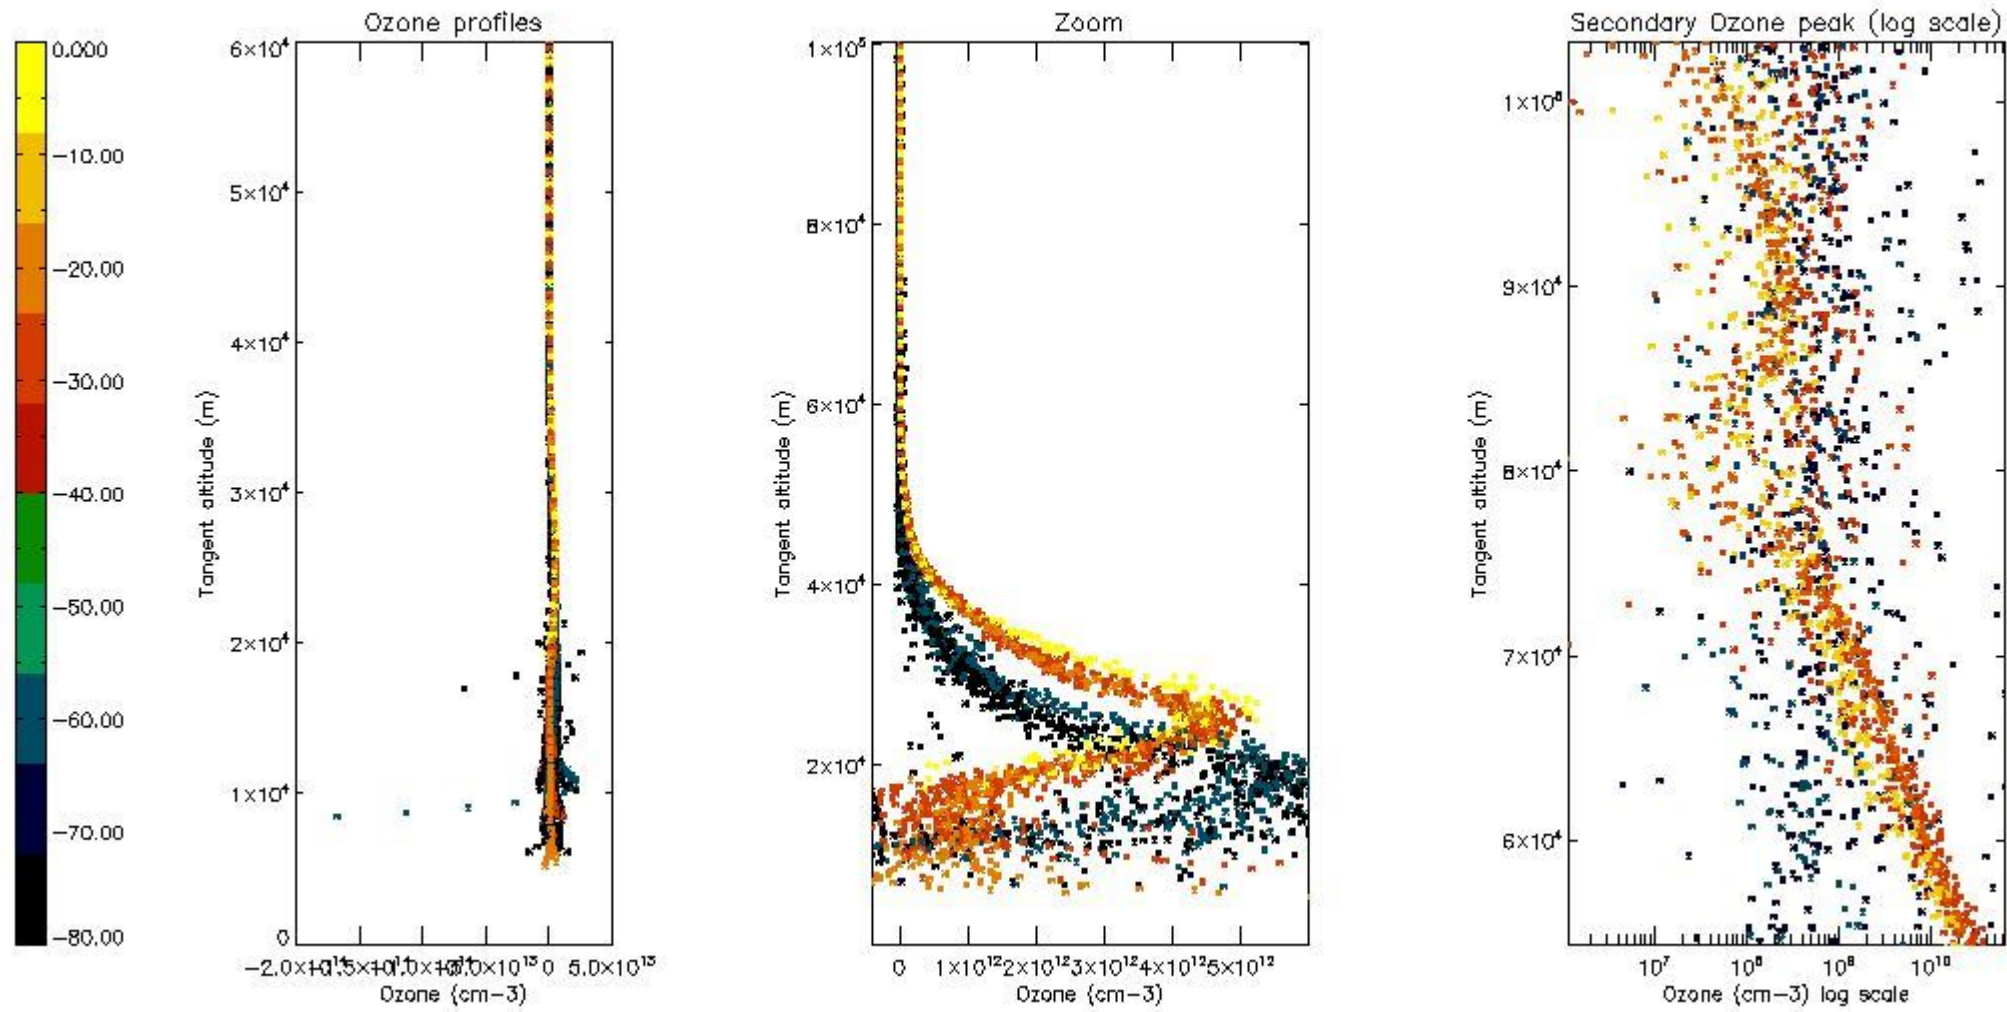 Ozone profiles
Zoom
Secondary Ozone peak (log scale)
0.000
-10.00
-20.00
-30.00
-40.00
-50.00
-60.00
-70.00
-80.00
6×10⁴
5×10⁴
4×10⁴
3×10⁴
2×10⁴
1×10⁴
0
Tangent altitude (m)
0 5.0×10¹³
Ozone (cm-3)
1×10⁵
8×10⁴
6×10⁴
4×10⁴
2×10⁴
Tangent altitude (m)
0 1×10¹² 2×10¹² 3×10¹² 4×10¹² 5×10¹²
Ozone (cm-3)
1×10⁵
9×10⁴
8×10⁴
7×10⁴
6×10⁴
Tangent altitude (m)
10⁷ 10⁸ 10⁹ 10¹⁰
Ozone (cm-3) log scale